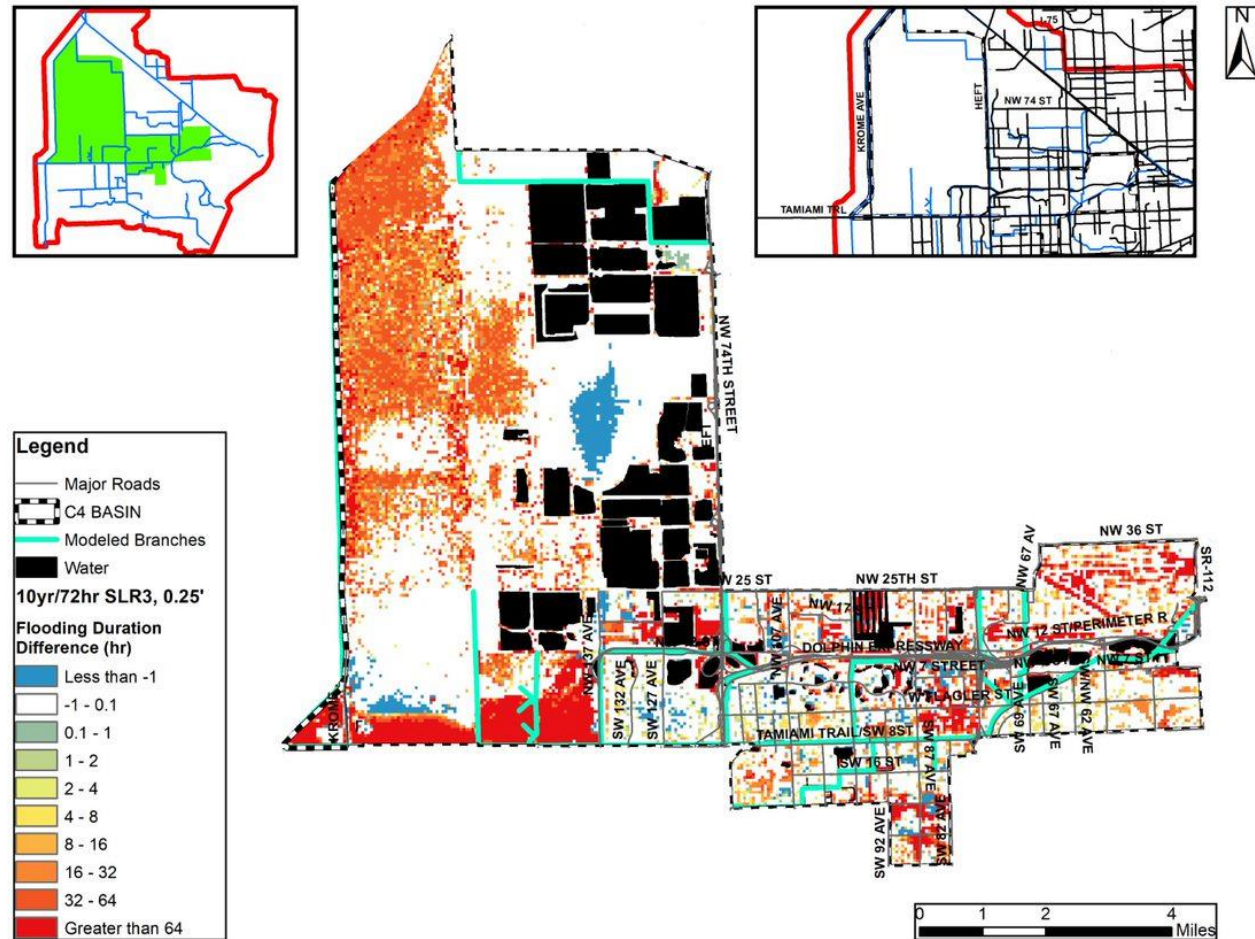 N
I-75
KROME AVE
HEFT
NW 74 ST
TAMIAMI TRL
NW 74TH STREET
Legend
Major Roads
C4 BASIN
Modeled Branches
Water
10yr/72hr SLR3, 0.25'
Flooding Duration
Difference (hr)
Less than -1
-1 - 0.1
0.1 - 1
1 - 2
2 - 4
4 - 8
8 - 16
16 - 32
32 - 64
Greater than 64
NW 36 ST
NW 67 AV
SR-112
25 ST
NW 25TH ST
NW 17
NW 12 ST/PERIMETER R
DOLPHIN EXPRESSWAY
NW 7 STREET
NW 7 ST
FLAGLER ST
NW 137 AVE
SW 132 AVE
SW 127 AVE
SW 69 AVE
SW 67 AVE
NW 62 AVE
KROME
TAMIAMI TRAIL/SW 8ST
SW 16 ST
SW 87 AVE
SW 92 AVE
SW 82 AVE
0 1 2 4
Miles